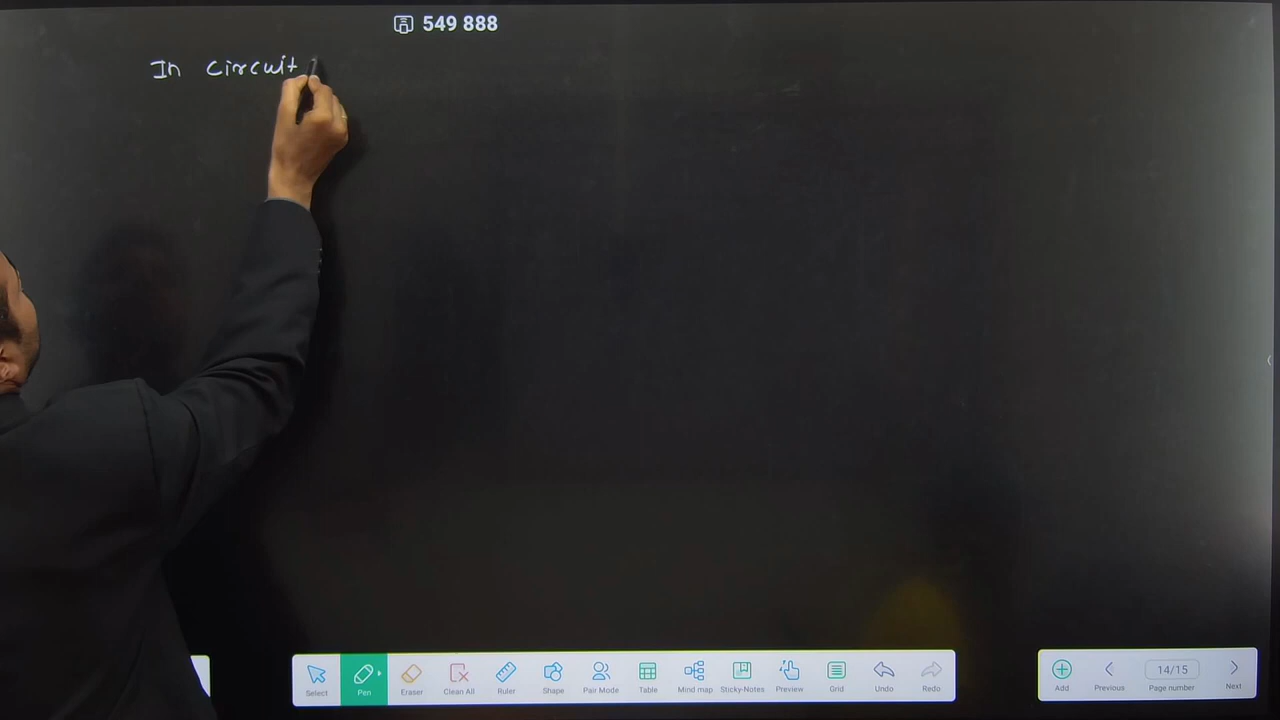 549 888
In circuit
Select
Pen
Eraser
Clean All
Ruler
Shape
Pair Mode
Table
Mind map
Sticky-Notes
Preview
Grid
Undo
Redo
Add
Previous
14/15
Page number
Next